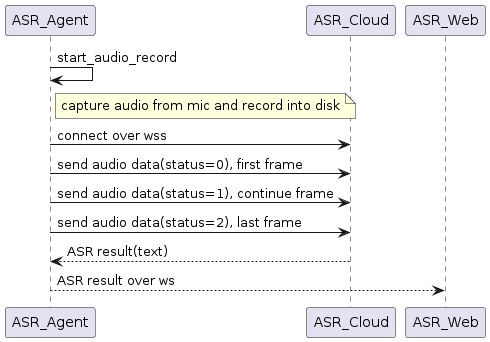 ASR_Agent ASR_Cloud ASR_Web
start_audio_record
capture audio from mic and record into disk
connect over wss
send audio data(status=0), first frame
send audio data(status=1), continue frame
send audio data(status=2), last frame
ASR result(text)
ASR result over ws
ASR_Agent ASR_Cloud ASR_Web